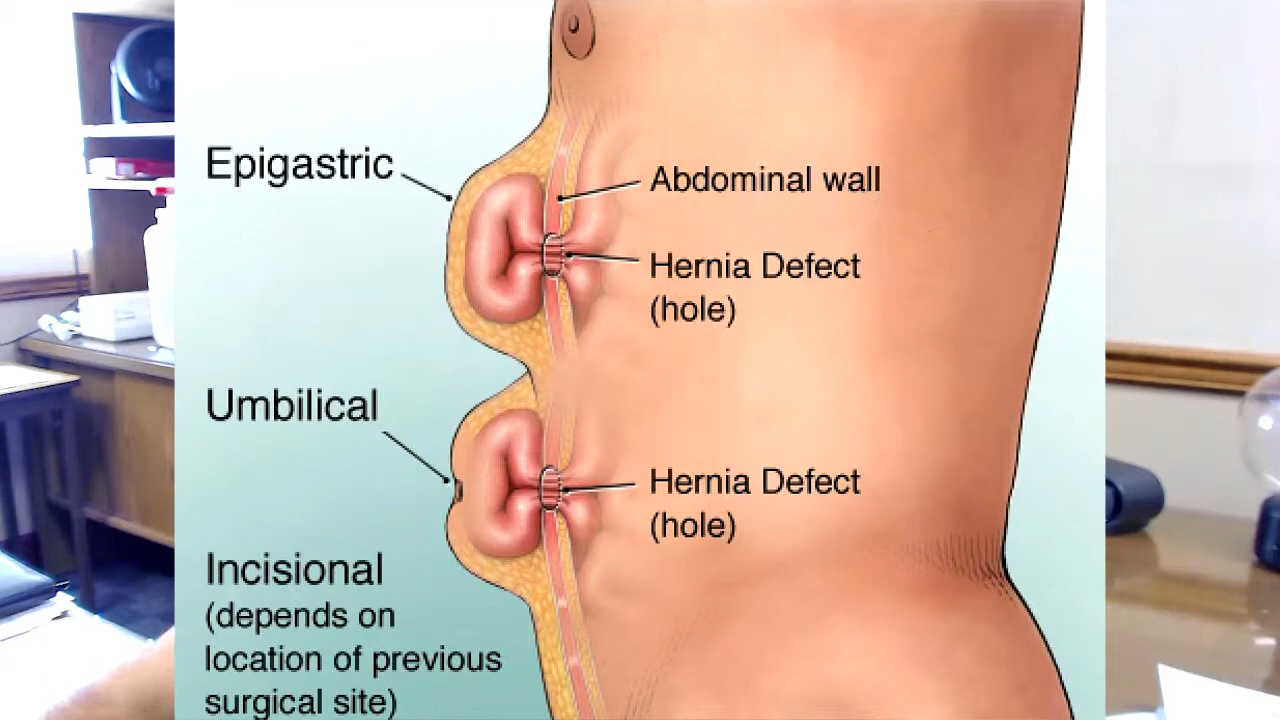 Epigastric
Abdominal wall
Hernia Defect
(hole)
Umbilical
Hernia Defect
(hole)
Incisional
(depends on
location of previous
surgical site)